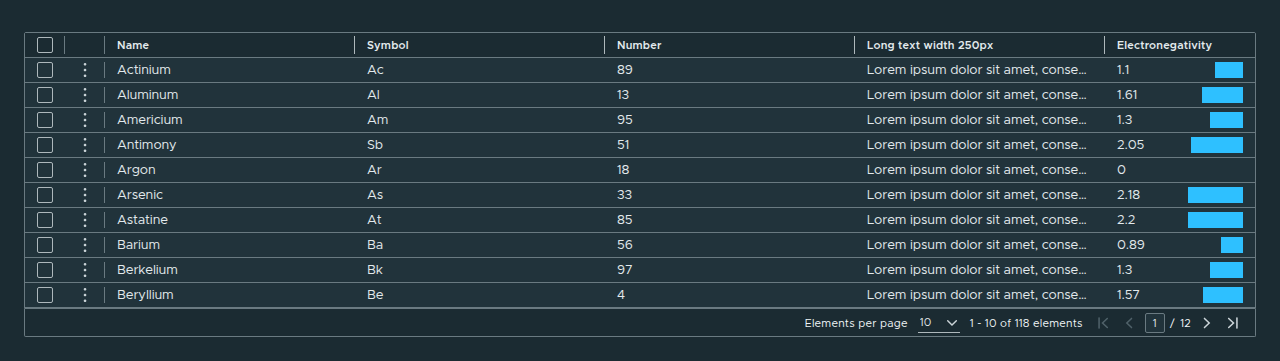 Name Symbol Number Long text width 250px Electronegativity
Actinium Ac 89 Lorem ipsum dolor sit amet, conse... 1.1
Aluminum Al 13 Lorem ipsum dolor sit amet, conse... 1.61
Americium Am 95 Lorem ipsum dolor sit amet, conse... 1.3
Antimony Sb 51 Lorem ipsum dolor sit amet, conse... 2.05
Argon Ar 18 Lorem ipsum dolor sit amet, conse... 0
Arsenic As 33 Lorem ipsum dolor sit amet, conse... 2.18
Astatine At 85 Lorem ipsum dolor sit amet, conse... 2.2
Barium Ba 56 Lorem ipsum dolor sit amet, conse... 0.89
Berkelium Bk 97 Lorem ipsum dolor sit amet, conse... 1.3
Beryllium Be 4 Lorem ipsum dolor sit amet, conse... 1.57
Elements per page 10 1 - 10 of 118 elements 1 / 12